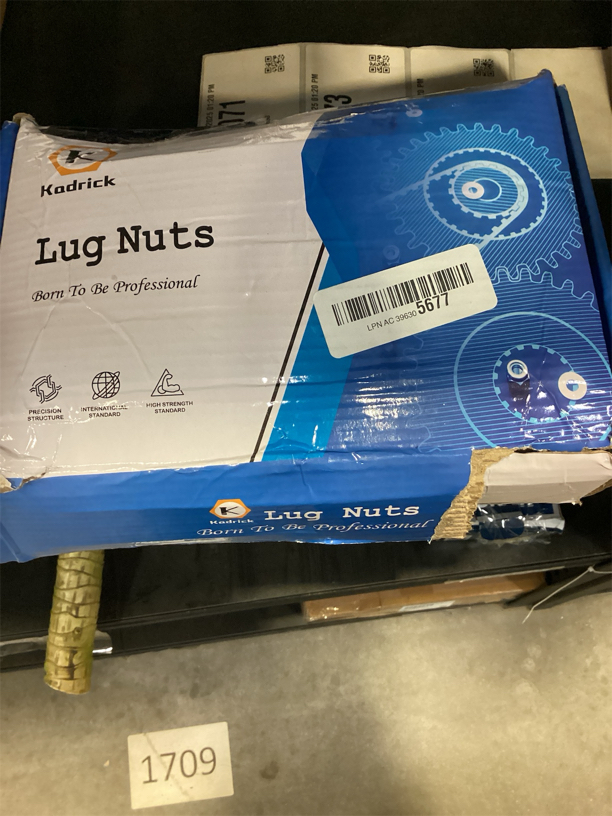 K
Kadrick
Lug Nuts
Born To Be Professional
PRECISION
STRUCTURE
INTERNATIONAL
STANDARD
HIGH STRENGTH
STANDARD
LPN AC 39630 5677
K
Kadrick
Lug Nuts
Born To Be Professional
1709